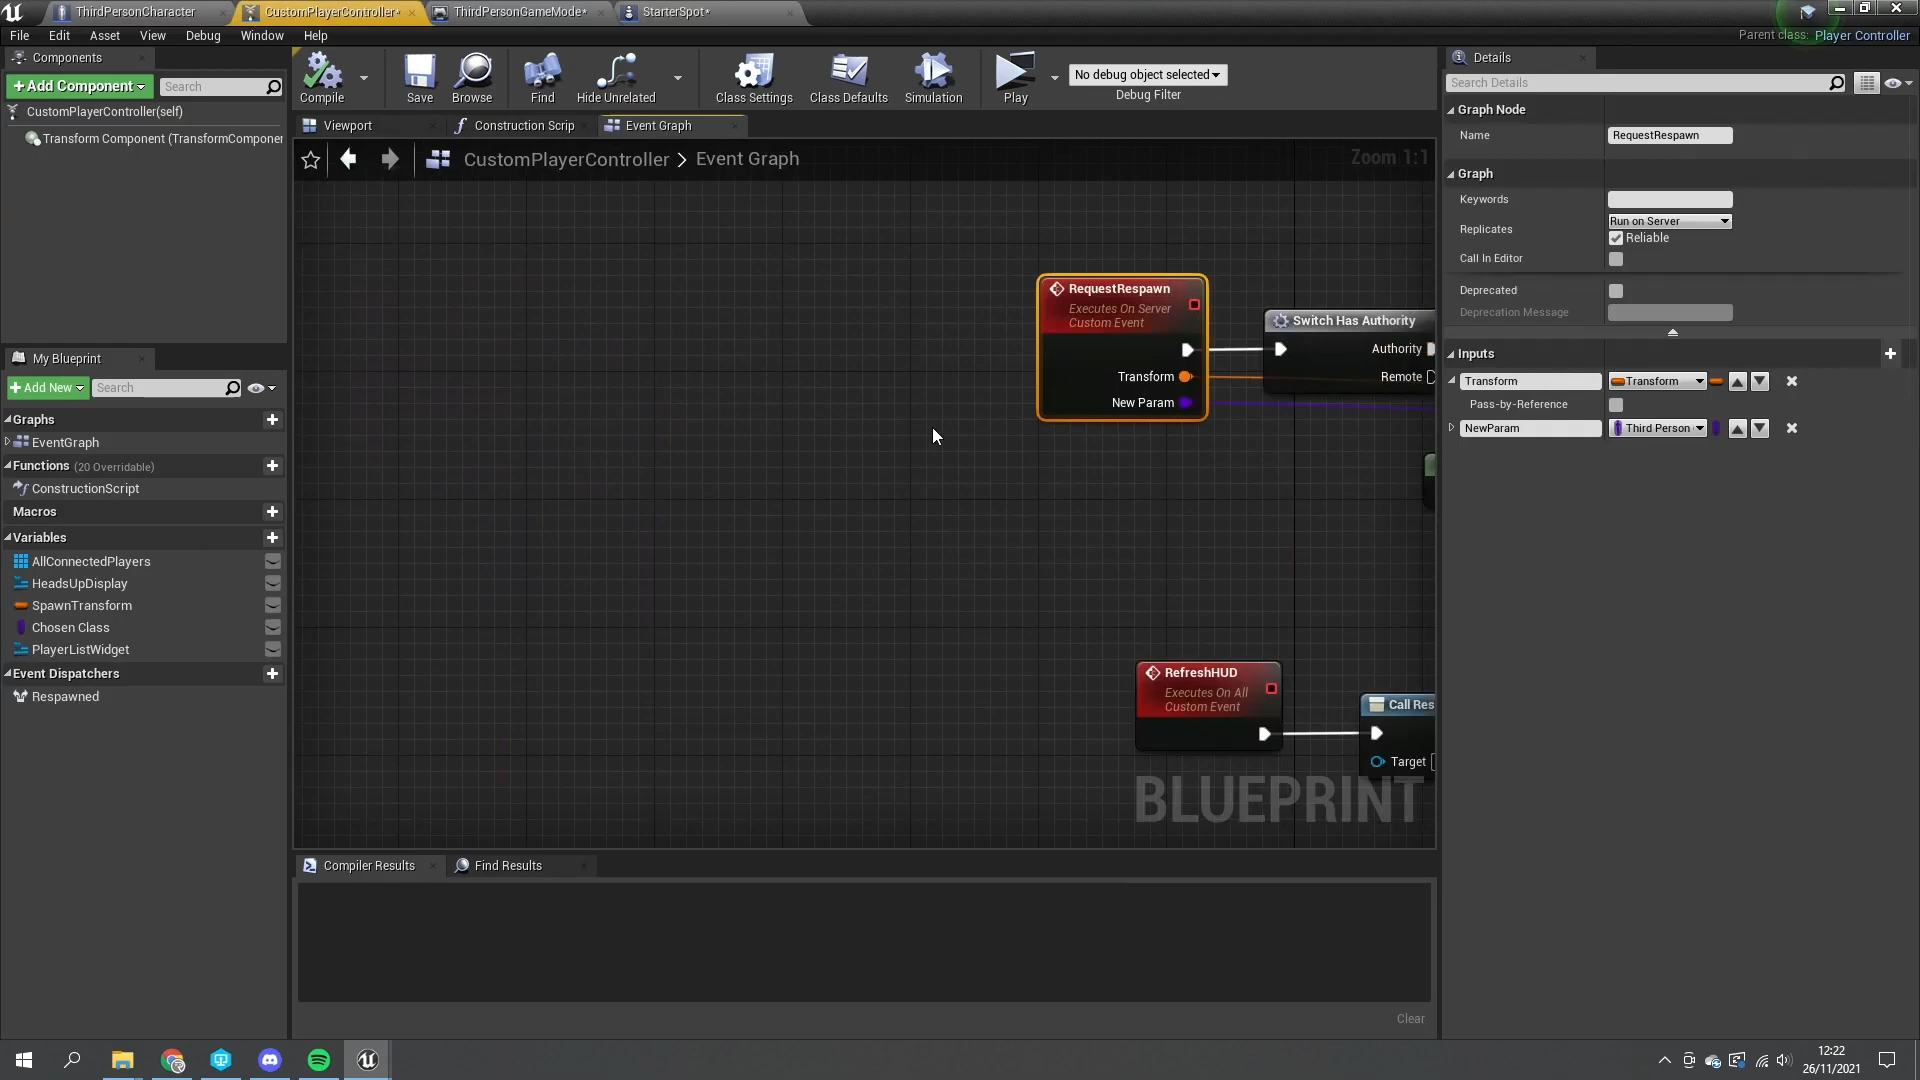 ThirdPersonCharacter
CustomPlayerController*
ThirdPersonGameMode*
StarterSpot*
File Edit Asset View Debug Window Help
Parent class: Player Controller
Components
+Add Component
Search
CustomPlayerController(self)
Transform Component (TransformComponen
Compile
Save
Browse
Find
Hide Unrelated
Class Settings
Class Defaults
Simulation
Play
No debug object selected
Debug Filter
Viewport
Construction Scrip
Event Graph
CustomPlayerController > Event Graph
Zoom 1:1
RequestRespawn
Executes On Server
Custom Event
Transform
New Param
Switch Has Authority
Authority
Remote
RefreshHUD
Executes On All
Custom Event
Call Res
Target
BLUEPRINT
My Blueprint
+Add New
Search
Graphs
EventGraph
Functions (20 Overridable)
ConstructionScript
Macros
Variables
AllConnectedPlayers
HeadsUpDisplay
SpawnTransform
Chosen Class
PlayerListWidget
Event Dispatchers
Respawned
Compiler Results
Find Results
Clear
Details
Search Details
Graph Node
Name RequestRespawn
Graph
Keywords
Replicates Run on Server
Reliable
Call In Editor
Deprecated
Deprecation Message
Inputs
Transform Transform
Pass-by-Reference
NewParam Third Person
12:22
26/11/2021